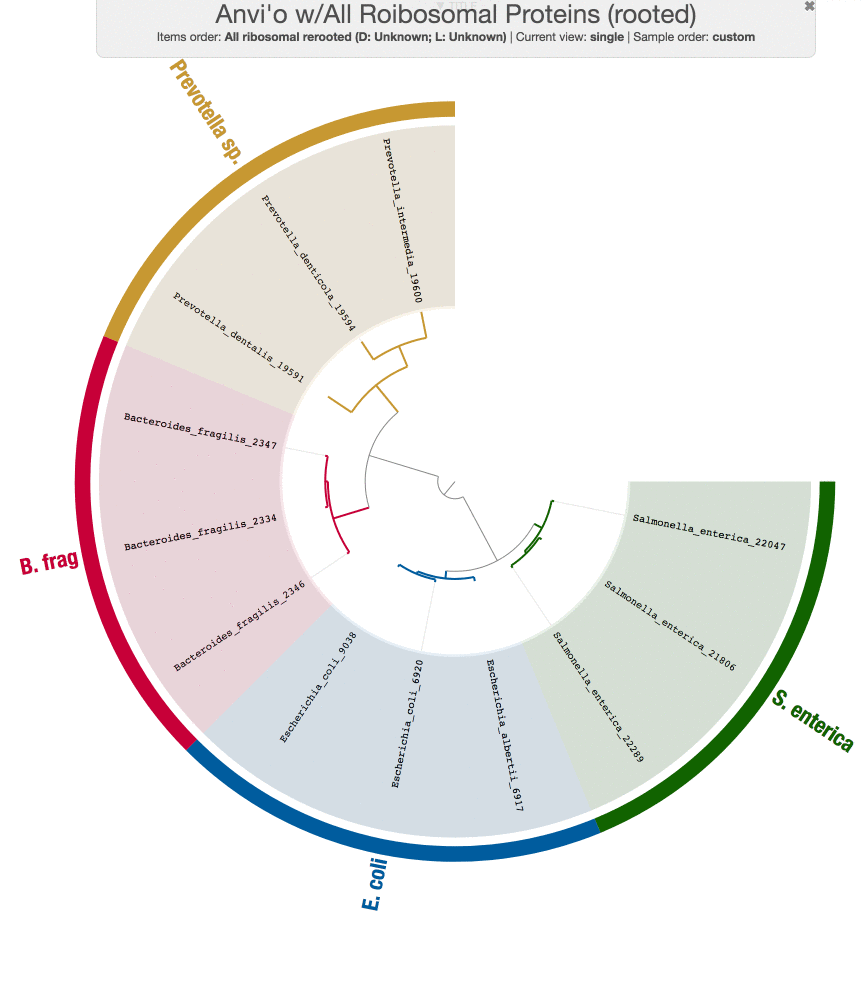 Anvi'o w/All Roibosomal Proteins (rooted)
Items order: All ribosomal rerooted (D: Unknown; L: Unknown) | Current view: single | Sample order: custom
Prevotella sp.
Prevotella_intermedia_19600
Prevotella_denticola_19594
Prevotella_dentalis_19591
Bacteroides_fragilis_2347
Bacteroides_fragilis_2334
Bacteroides_fragilis_2346
B. frag
Escherichia_coli_9038
Escherichia_coli_6920
Escherichia_albertii_6917
E. coli
Salmonella_enterica_22289
Salmonella_enterica_21806
Salmonella_enterica_22047
S. enterica